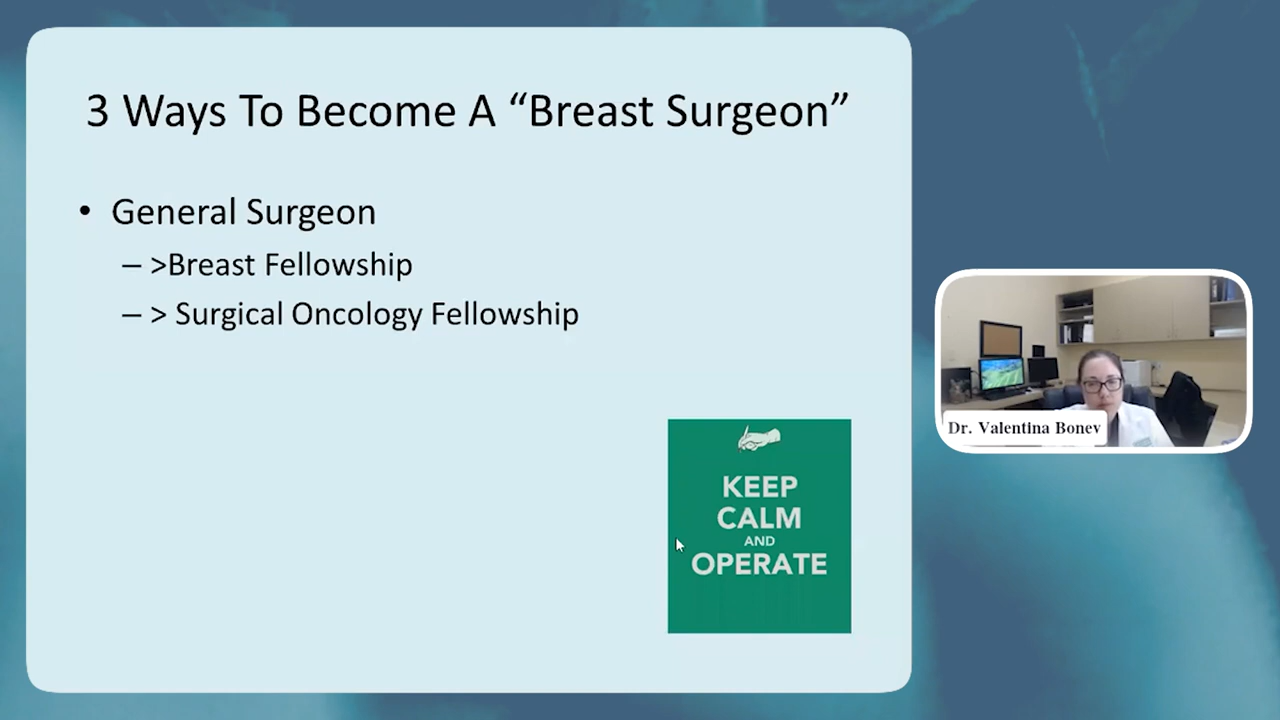 3 Ways To Become A “Breast Surgeon”
• General Surgeon
– >Breast Fellowship
– > Surgical Oncology Fellowship
KEEP
CALM
AND
OPERATE
Dr. Valentina Bonev